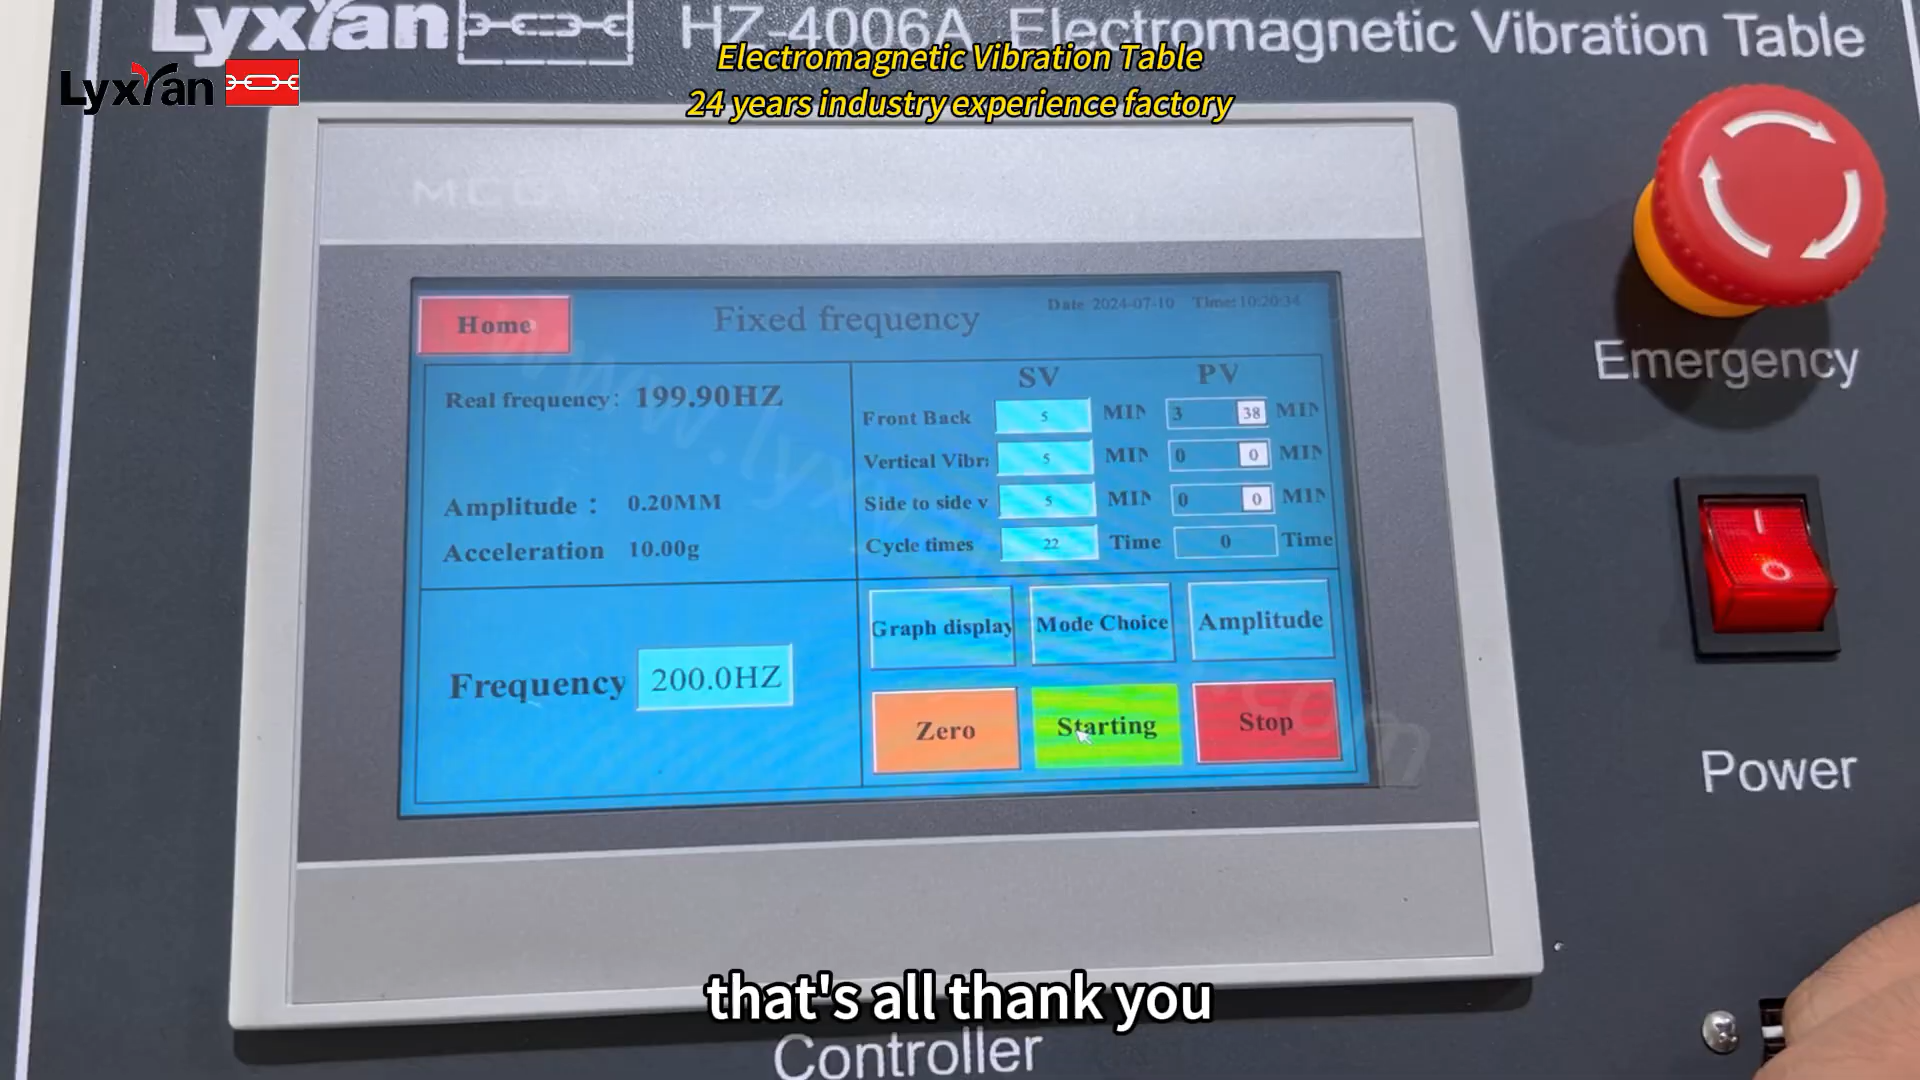 Lyxyan
HZ-4006A Electromagnetic Vibration Table
Lyxyan
Electromagnetic Vibration Table
24 years industry experience factory
Home
Fixed frequency
Date 2024-07-10 Time:10:20:34
SV PV
Real frequency: 199.90HZ
Front Back 5 MIN 3 38 MIN
Vertical Vibr: 5 MIN 0 0 MIN
Amplitude : 0.20MM
Side to side v 5 MIN 0 0 MIN
Acceleration 10.00g
Cycle times 22 Time 0 Time
Graph display Mode Choice Amplitude
Frequency 200.0HZ
Zero Starting Stop
Emergency
Power
that's all thank you
Controller